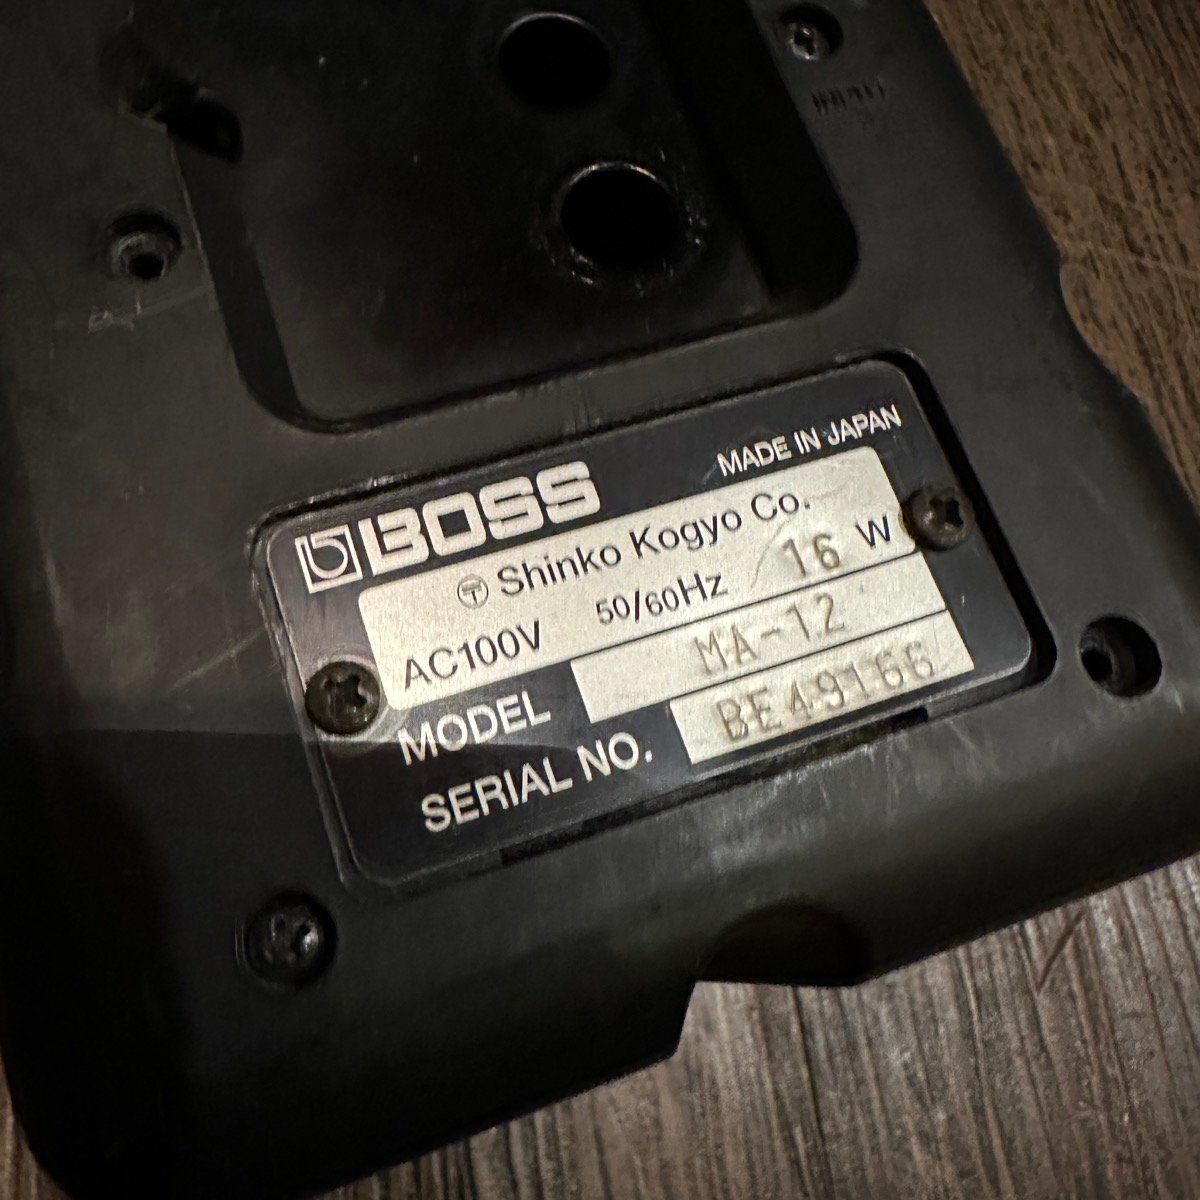 BOSS
MADE IN JAPAN
〶 Shinko Kogyo Co.
AC100V 50/60Hz 16 W
MODEL MA-12
SERIAL NO. BE49166